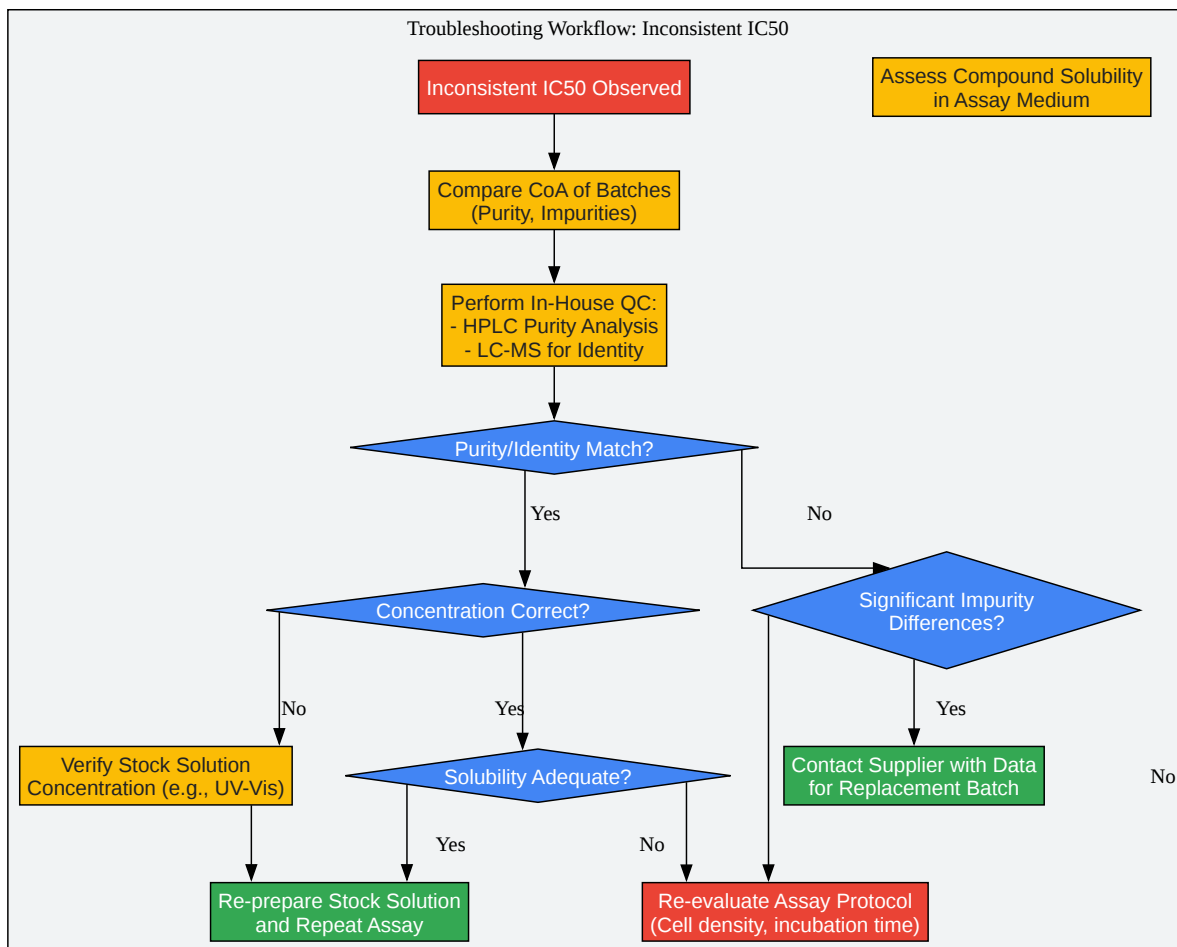 Troubleshooting Workflow: Inconsistent IC50
Inconsistent IC50 Observed
Assess Compound Solubility
in Assay Medium
Compare CoA of Batches
(Purity, Impurities)
Perform In-House QC:
- HPLC Purity Analysis
- LC-MS for Identity
Purity/Identity Match?
Yes
No
Concentration Correct?
Significant Impurity
Differences?
No
Yes
Yes
Verify Stock Solution
Concentration (e.g., UV-Vis)
Solubility Adequate?
Contact Supplier with Data
for Replacement Batch
No
Yes
No
Re-prepare Stock Solution
and Repeat Assay
Re-evaluate Assay Protocol
(Cell density, incubation time)